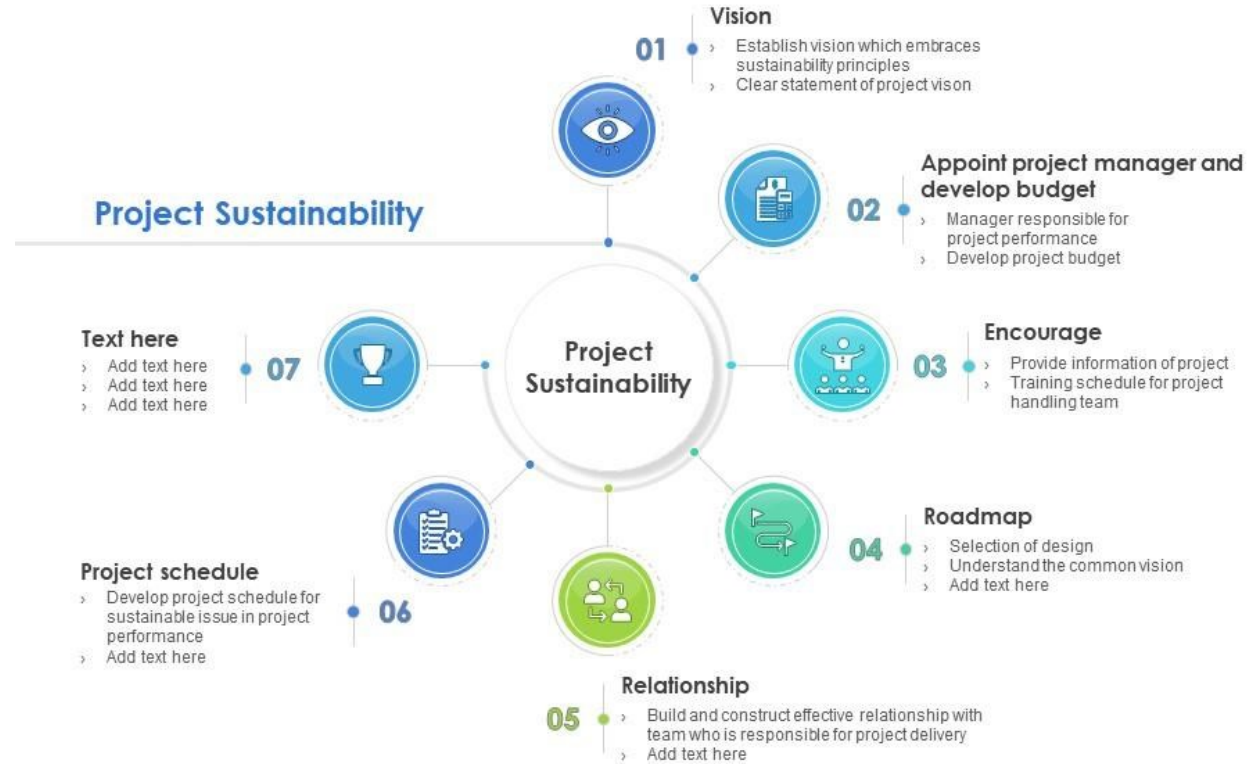 Project Sustainability
Project
Sustainability
01
Vision
› Establish vision which embraces
sustainability principles
› Clear statement of project vison
02
Appoint project manager and
develop budget
› Manager responsible for
project performance
› Develop project budget
03
Encourage
› Provide information of project
› Training schedule for project
handling team
04
Roadmap
› Selection of design
› Understand the common vision
› Add text here
05
Relationship
› Build and construct effective relationship with
team who is responsible for project delivery
› Add text here
06
Project schedule
› Develop project schedule for
sustainable issue in project
performance
› Add text here
07
Text here
› Add text here
› Add text here
› Add text here